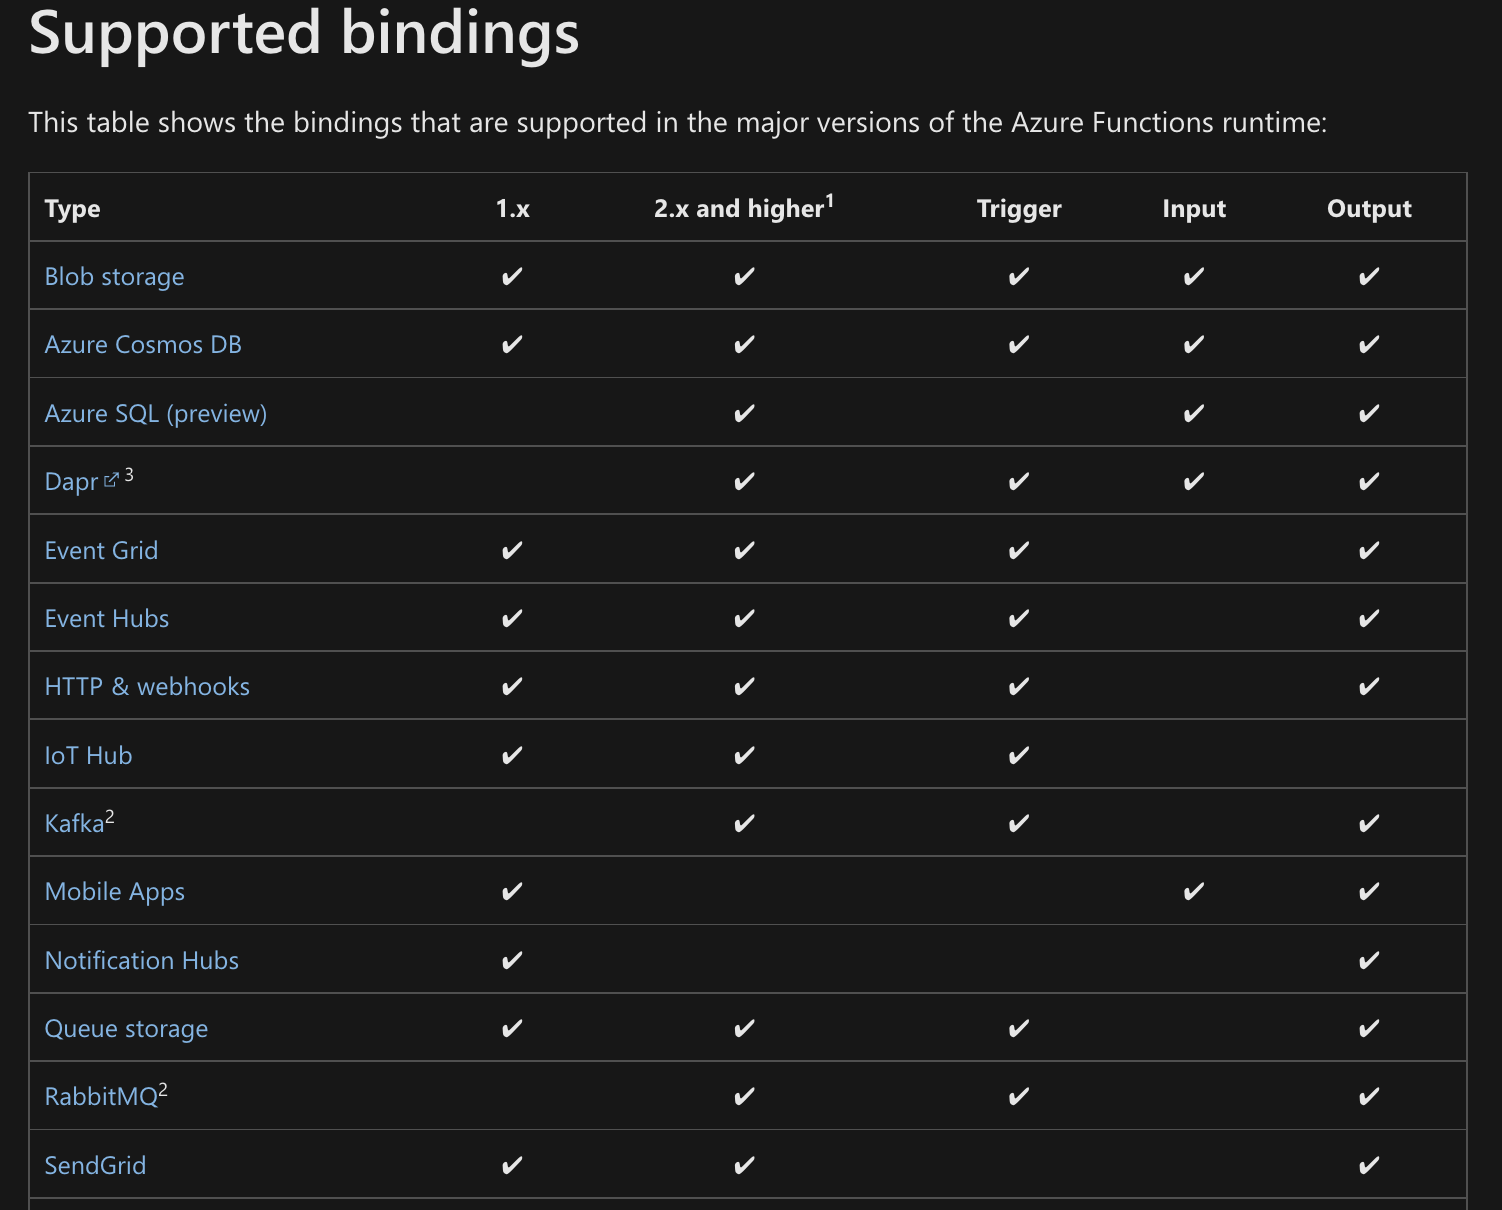 Supported bindings
This table shows the bindings that are supported in the major versions of the Azure Functions runtime:
Type 1.x 2.x and higher1 Trigger Input Output
Blob storage ✔ ✔ ✔ ✔ ✔
Azure Cosmos DB ✔ ✔ ✔ ✔ ✔
Azure SQL (preview) ✔ ✔ ✔
Dapr 3 ✔ ✔ ✔ ✔
Event Grid ✔ ✔ ✔ ✔
Event Hubs ✔ ✔ ✔ ✔
HTTP & webhooks ✔ ✔ ✔ ✔
IoT Hub ✔ ✔ ✔
Kafka2 ✔ ✔ ✔
Mobile Apps ✔ ✔ ✔
Notification Hubs ✔ ✔
Queue storage ✔ ✔ ✔ ✔
RabbitMQ2 ✔ ✔ ✔
SendGrid ✔ ✔ ✔